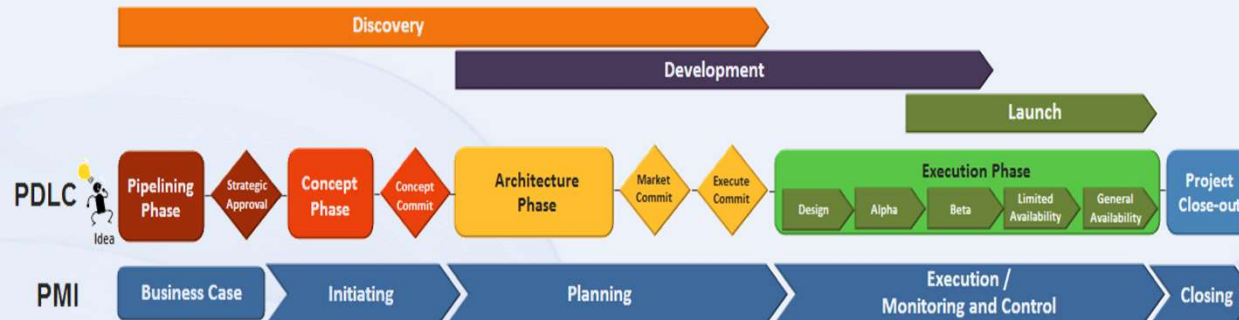 Discovery
Development
Launch
PDLC
Idea
Pipelining
Phase
Strategic
Approval
Concept
Phase
Concept
Commit
Architecture
Phase
Market
Commit
Execute
Commit
Execution Phase
Design
Alpha
Beta
Limited
Availability
General
Availability
Project
Close-out
PMI
Business Case
Initiating
Planning
Execution /
Monitoring and Control
Closing